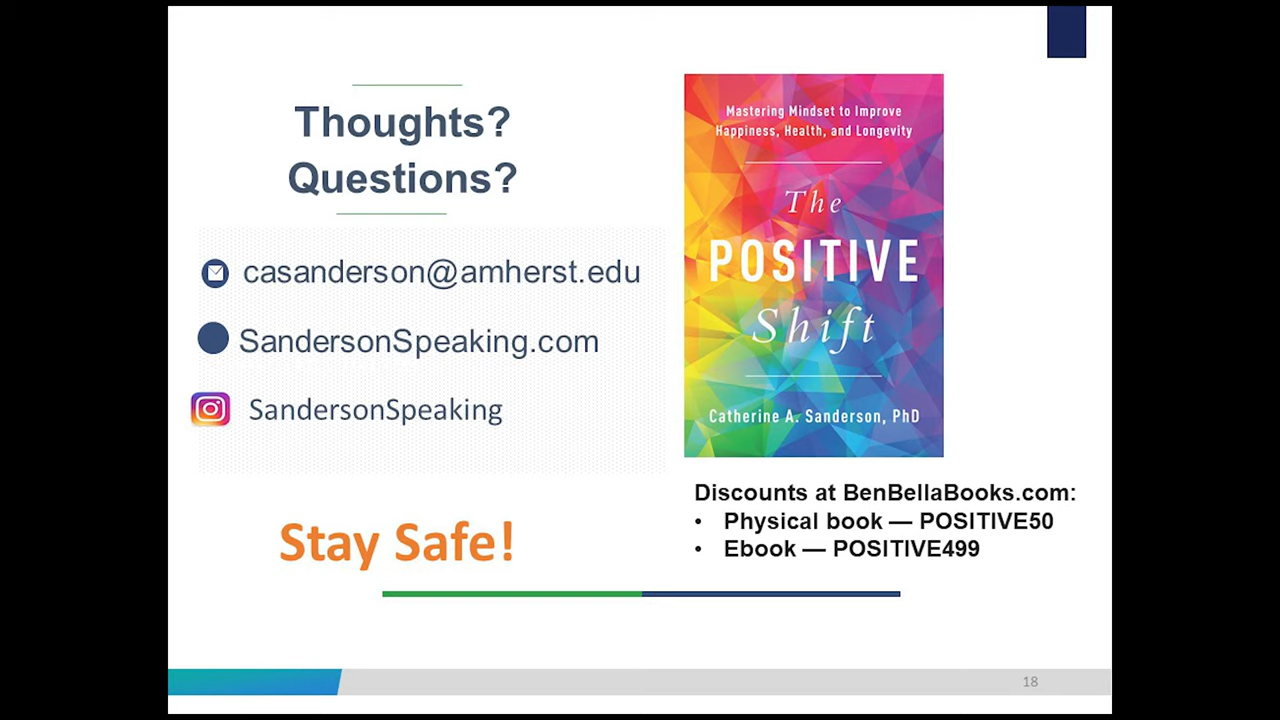 Thoughts?
Questions?
casanderson@amherst.edu
SandersonSpeaking.com
SandersonSpeaking
Stay Safe!
Mastering Mindset to Improve
Happiness, Health, and Longevity
The
POSITIVE
Shift
Catherine A. Sanderson, PhD
Discounts at BenBellaBooks.com:
• Physical book — POSITIVE50
• Ebook — POSITIVE499
18